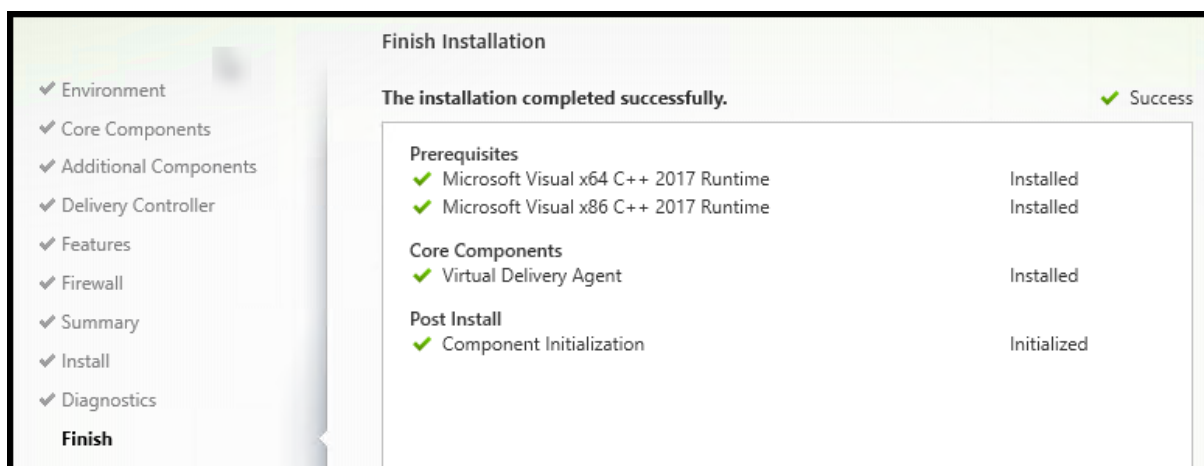 Finish Installation
Environment
Core Components
Additional Components
Delivery Controller
Features
Firewall
Summary
Install
Diagnostics
Finish
The installation completed successfully.
Success
Prerequisites
Microsoft Visual x64 C++ 2017 Runtime Installed
Microsoft Visual x86 C++ 2017 Runtime Installed
Core Components
Virtual Delivery Agent Installed
Post Install
Component Initialization Initialized